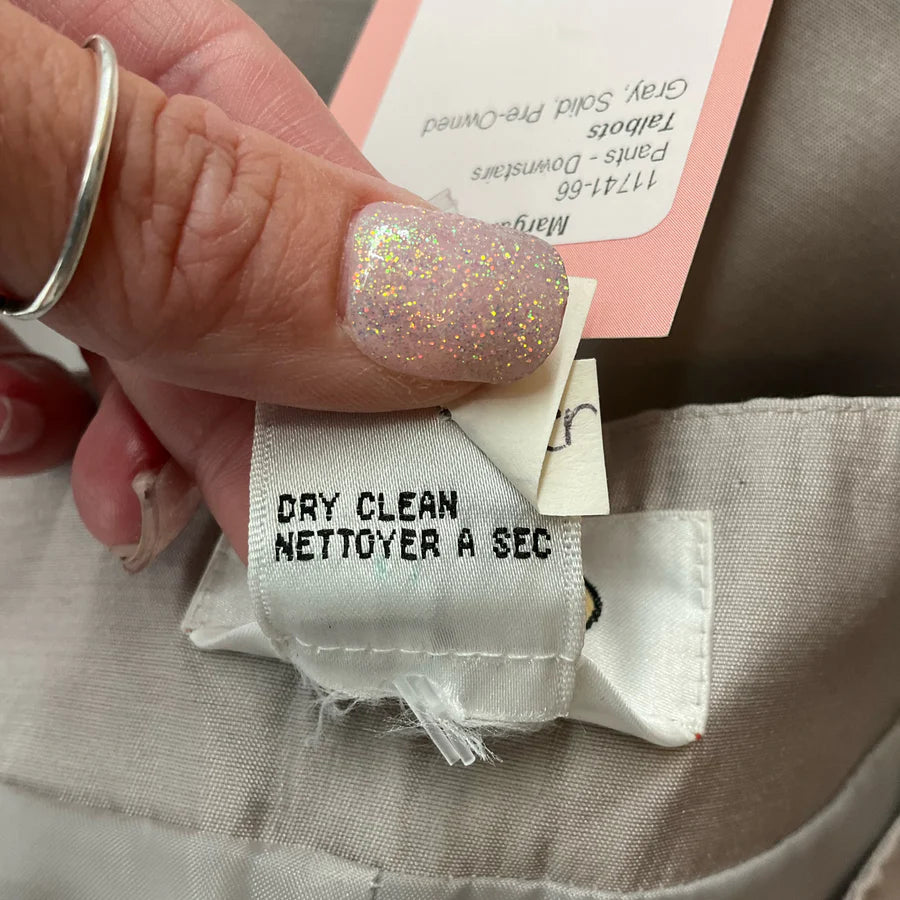 DRY CLEAN
NETTOYER A SEC
11741-66
Pants - Downstairs
Talbots
Gray, Solid, Pre-Owned